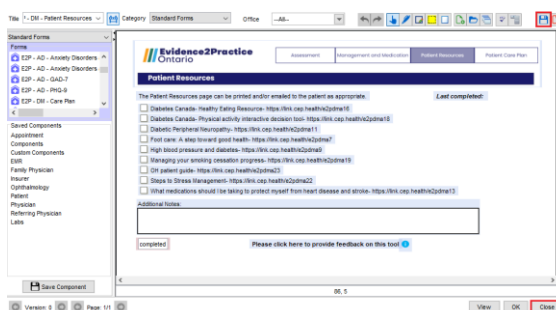 Title - DM - Patient Resources Category Standard Forms Office --All--
Standard Forms
Forms
E2P - AD - Anxiety Disorders
E2P - AD - Anxiety Disorders
E2P - AD - GAD-7
E2P - AD - PHQ-9
E2P - DM - Care Plan
Saved Components
Appointment
Components
Custom Components
EMR
Family Physician
Insurer
Ophthalmology
Patient
Physician
Referring Physician
Labs
Save Component
Evidence2Practice
Ontario
Assessment Management and Medication Patient Resources Patient Care Plan
Patient Resources
The Patient Resources page can be printed and/or emailed to the patient as appropriate. Last completed:
Diabetes Canada- Healthy Eating Resource- https://link.cep.health/e2pdma16
Diabetes Canada- Physical activity interactive decision tool- https://link.cep.health/e2pdma18
Diabetic Peripheral Neuropathy- https://link.cep.health/e2pdma11
Foot care: A step toward good health- https://link.cep.health/e2pdma7
High blood pressure and diabetes- https://link.cep.health/e2pdma9
Managing your smoking cessation progress- https://link.cep.health/e2pdma19
OH patient guide- https://link.cep.health/e2pdma23
Steps to Stress Management- https://link.cep.health/e2pdma22
What medications should I be taking to protect myself from heart disease and stroke- https://link.cep.health/e2pdma13
Additional Notes:
completed Please click here to provide feedback on this tool
86, 5
Version: 0 Page: 1/1 View OK Close